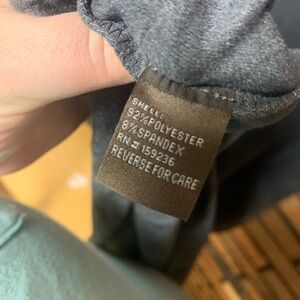 SHELL:
92%POLYESTER
8%SPANDEX
RN# 159236
REVERSE FOR CARE